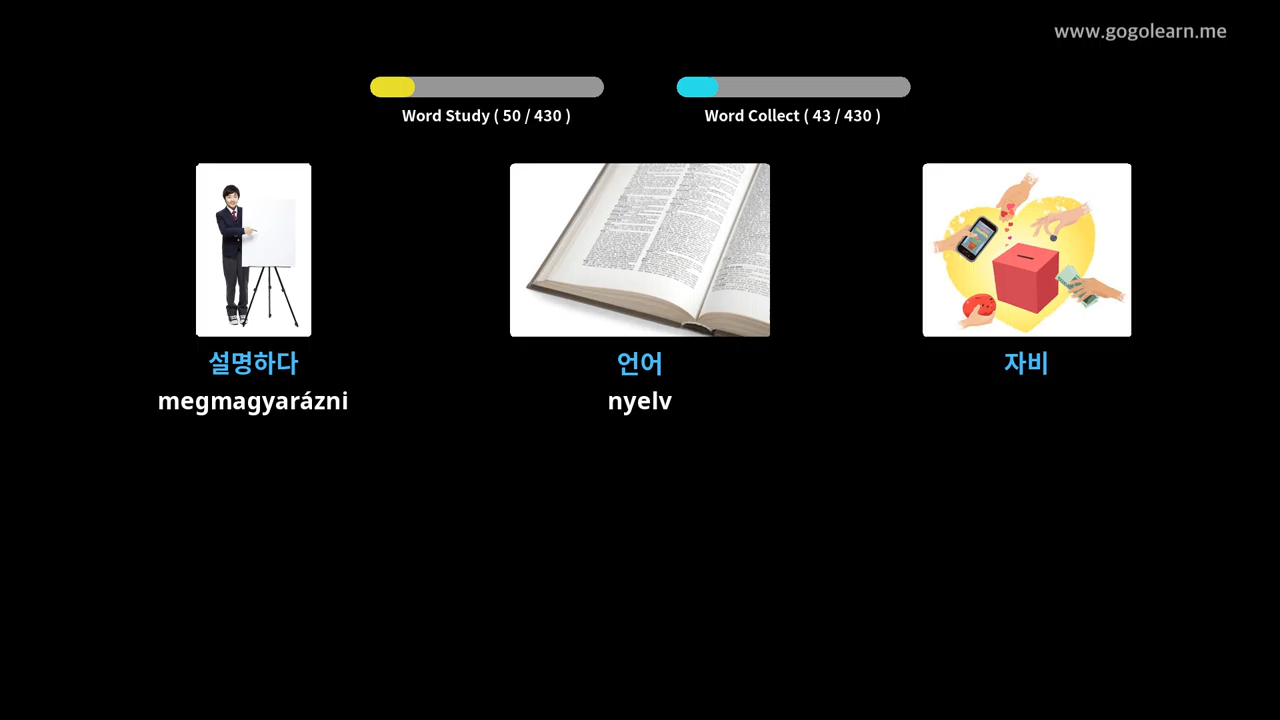 www.gogolearn.me
Word Study ( 50 / 430 )
Word Collect ( 43 / 430 )
설명하다
언어
자비
megmagyarázni
nyelv